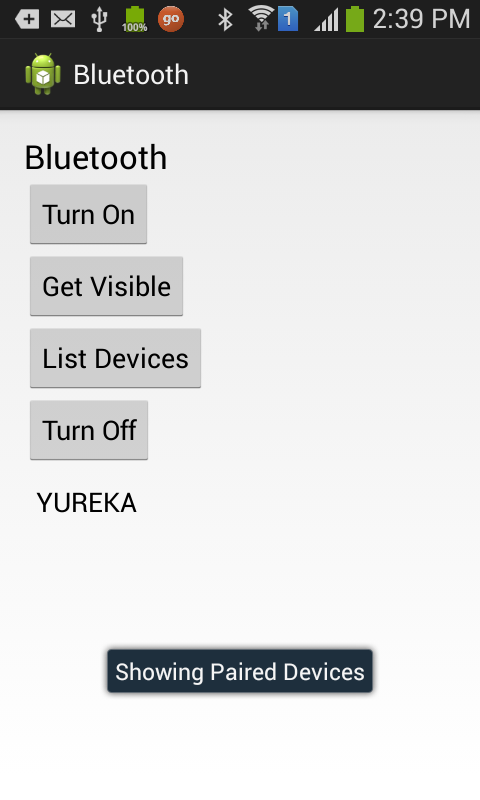 100% go 1 2:39 PM
Bluetooth
Bluetooth
Turn On
Get Visible
List Devices
Turn Off
YUREKA
Showing Paired Devices